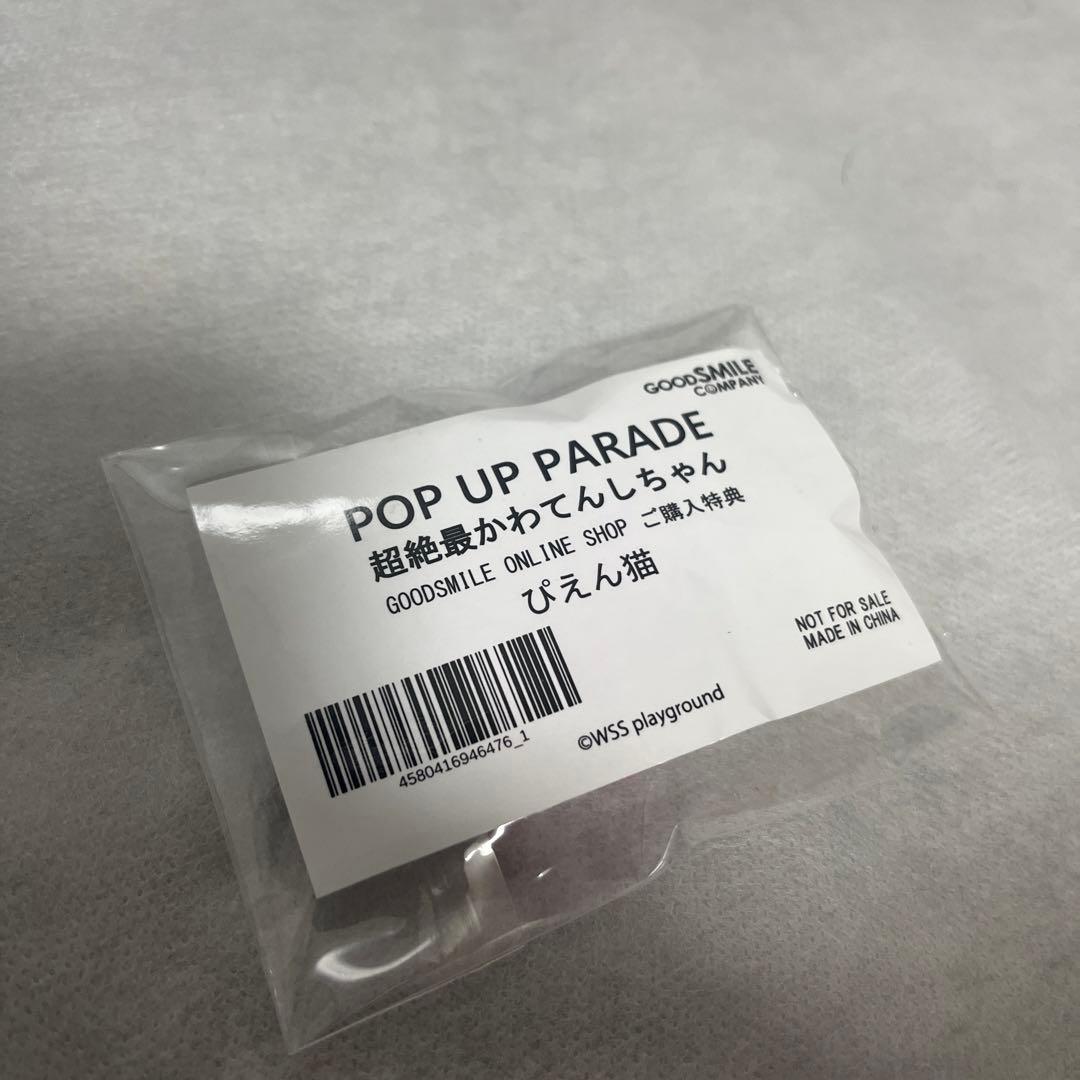 GOODSMILE
COMPANY
POP UP PARADE
超絶最かわてんしちゃん
GOODSMILE ONLINE SHOP ご購入特典
ぴえん猫
NOT FOR SALE
MADE IN CHINA
4580416946476_1
©WSS playground